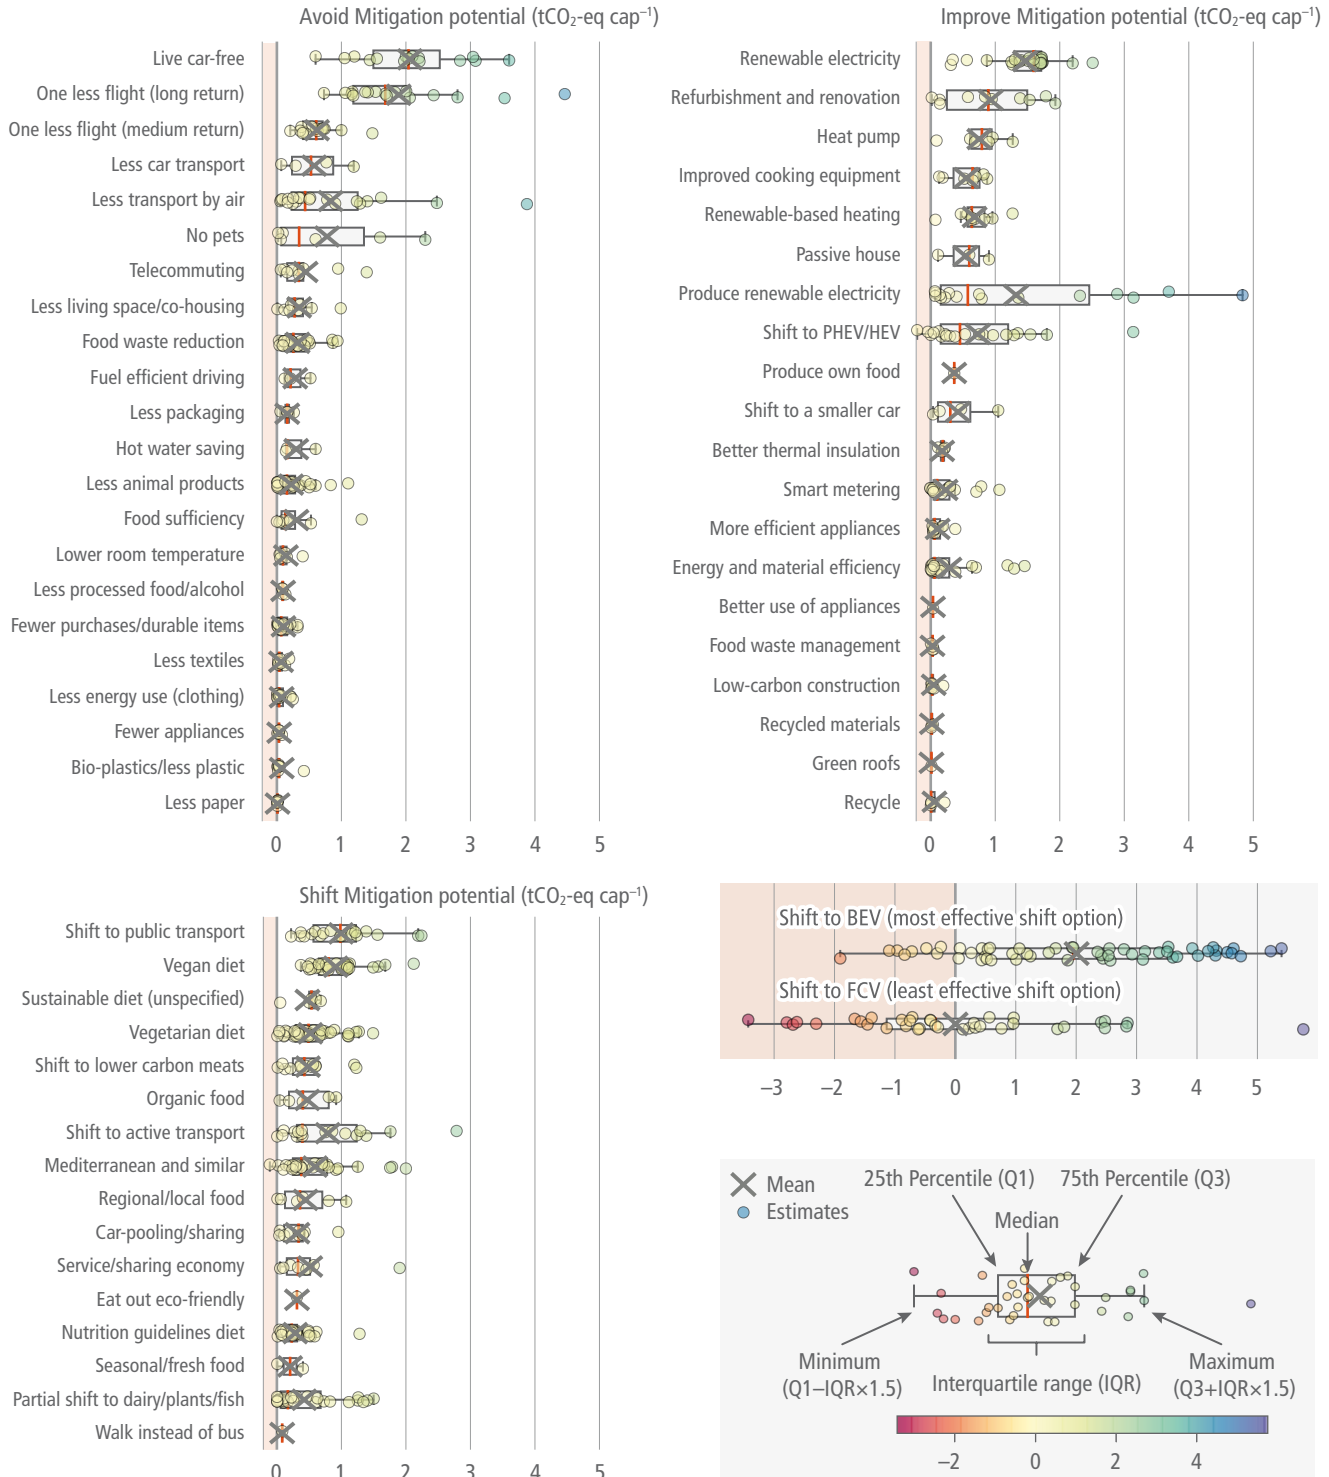 Avoid Mitigation potential (tCO₂-eq cap⁻¹)
Live car-free
One less flight (long return)
One less flight (medium return)
Less car transport
Less transport by air
No pets
Telecommuting
Less living space/co-housing
Food waste reduction
Fuel efficient driving
Less packaging
Hot water saving
Less animal products
Food sufficiency
Lower room temperature
Less processed food/alcohol
Fewer purchases/durable items
Less textiles
Less energy use (clothing)
Fewer appliances
Bio-plastics/less plastic
Less paper
0 1 2 3 4 5
Improve Mitigation potential (tCO₂-eq cap⁻¹)
Renewable electricity
Refurbishment and renovation
Heat pump
Improved cooking equipment
Renewable-based heating
Passive house
Produce renewable electricity
Shift to PHEV/HEV
Produce own food
Shift to a smaller car
Better thermal insulation
Smart metering
More efficient appliances
Energy and material efficiency
Better use of appliances
Food waste management
Low-carbon construction
Recycled materials
Green roofs
Recycle
0 1 2 3 4 5
Shift Mitigation potential (tCO₂-eq cap⁻¹)
Shift to public transport
Vegan diet
Sustainable diet (unspecified)
Vegetarian diet
Shift to lower carbon meats
Organic food
Shift to active transport
Mediterranean and similar
Regional/local food
Car-pooling/sharing
Service/sharing economy
Eat out eco-friendly
Nutrition guidelines diet
Seasonal/fresh food
Partial shift to dairy/plants/fish
Walk instead of bus
0 1 2 3 4 5
Shift to BEV (most effective shift option)
Shift to FCV (least effective shift option)
−3 −2 −1 0 1 2 3 4 5
Mean
Estimates
25th Percentile (Q1)
75th Percentile (Q3)
Median
Minimum
(Q1−IQR×1.5)
Interquartile range (IQR)
Maximum
(Q3+IQR×1.5)
−2 0 2 4